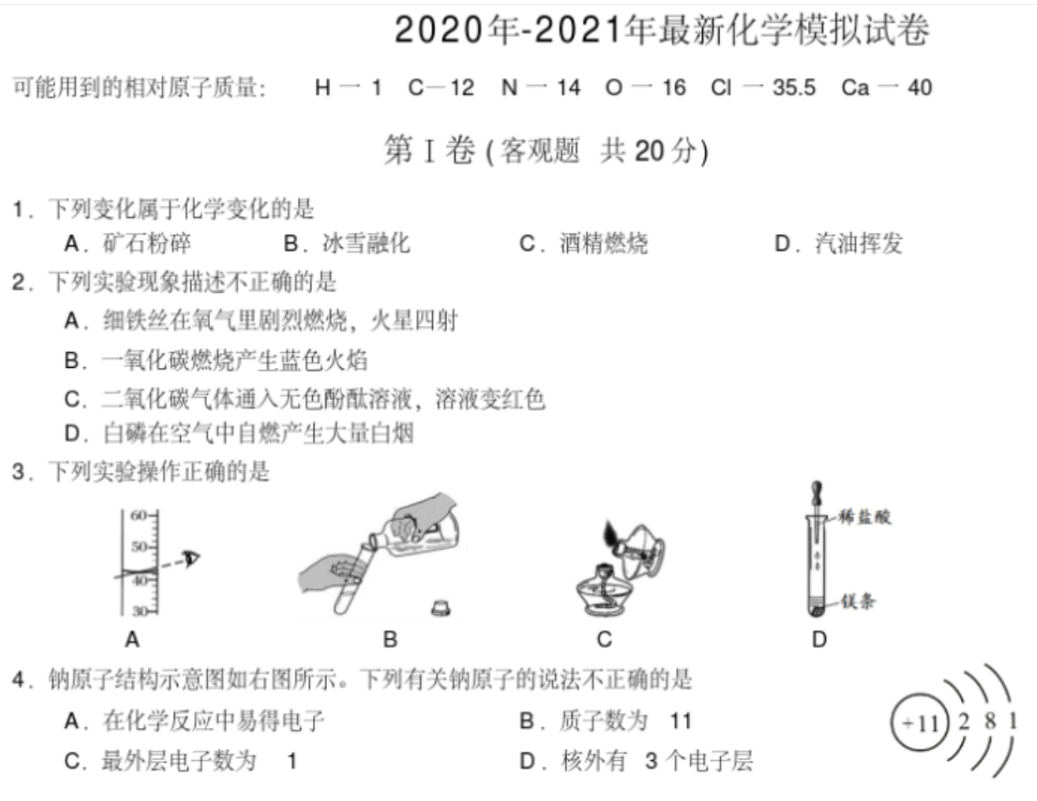 2020年-2021年最新化学模拟试卷
可能用到的相对原子质量： H — 1 C—12 N — 14 O — 16 Cl — 35.5 Ca — 40
第 I 卷 (客观题 共 20 分)
1．下列变化属于化学变化的是
A．矿石粉碎 B．冰雪融化 C．酒精燃烧 D．汽油挥发
2．下列实验现象描述不正确的是
A．细铁丝在氧气里剧烈燃烧，火星四射
B．一氧化碳燃烧产生蓝色火焰
C．二氧化碳气体通入无色酚酞溶液，溶液变红色
D．白磷在空气中自燃产生大量白烟
3．下列实验操作正确的是
60
50
40
30
稀盐酸
镁条
A B C D
4．钠原子结构示意图如右图所示。下列有关钠原子的说法不正确的是
A．在化学反应中易得电子 B．质子数为 11
C．最外层电子数为 1 D．核外有 3 个电子层
+11 2 8 1